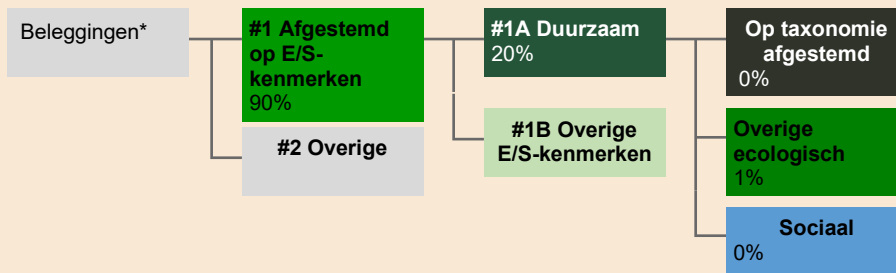 Beleggingen*
#1 Afgestemd
op E/S-
kenmerken
90%
#2 Overige
#1A Duurzaam
20%
#1B Overige
E/S-kenmerken
Op taxonomie
afgestemd
0%
Overige
ecologisch
1%
Sociaal
0%